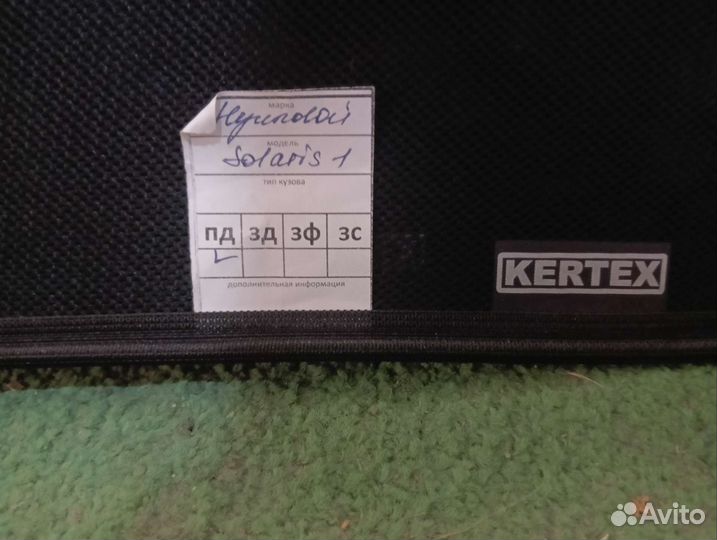 марка
модель
Solaris 1
тип кузова
пд зд зф зс
дополнительная информация
KERTEX
Avito